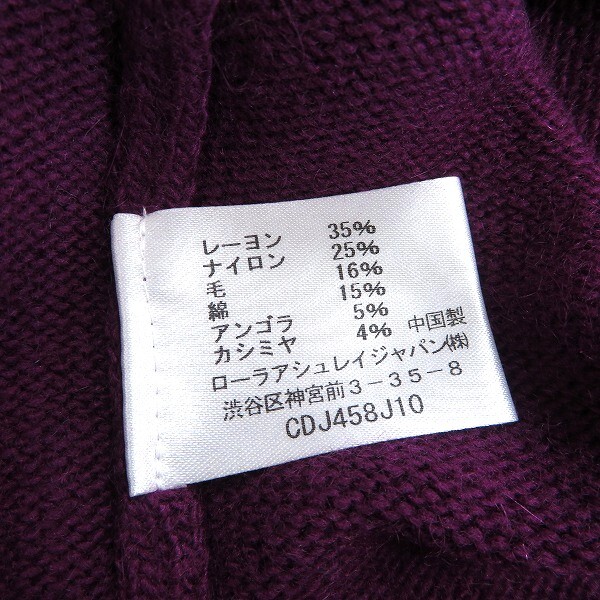 レーヨン 35%
ナイロン 25%
毛 16%
綿 15%
アンゴラ 5%
カシミヤ 4% 中国製
ローラアシュレイジャパン(株)
渋谷区神宮前3-35-8
CDJ458J10